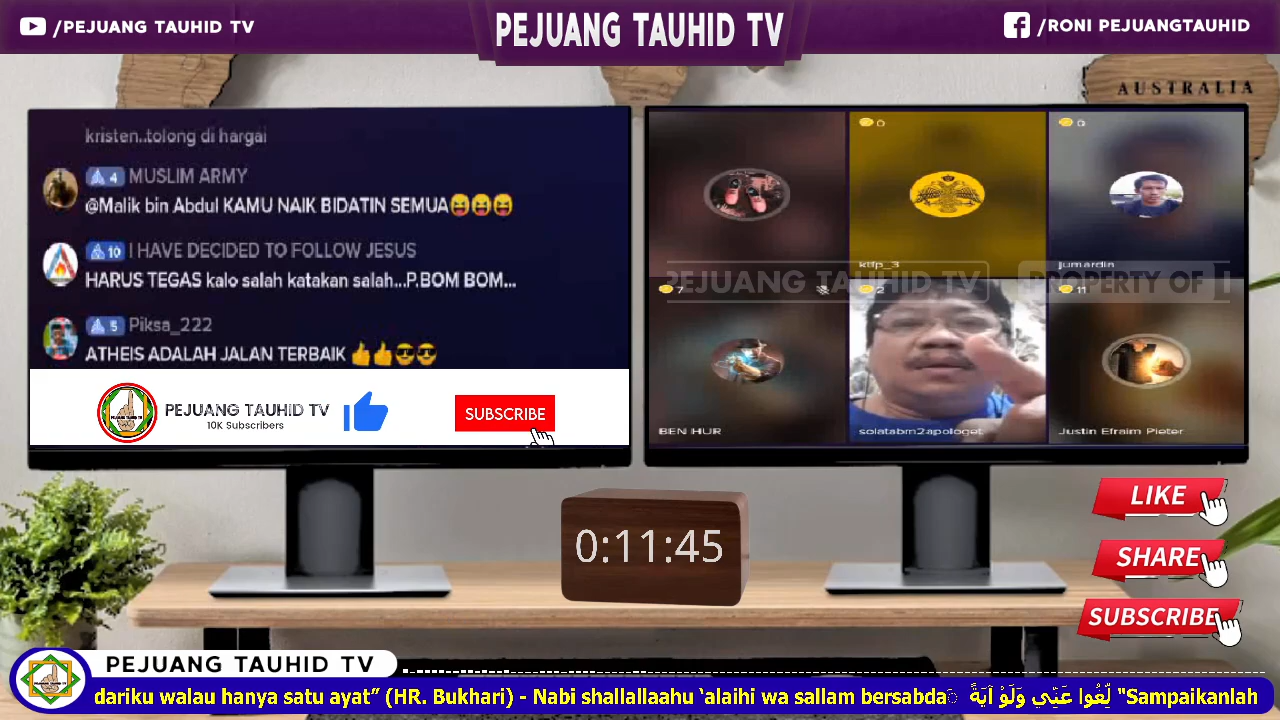 /PEJUANG TAUHID TV
PEJUANG TAUHID TV
/RONI PEJUANGTAUHID
AUSTRALIA
kristen..tolong di hargai
4 MUSLIM ARMY
@Malik bin Abdul KAMU NAIK BIDATIN SEMUA😝😝😝
10 I HAVE DECIDED TO FOLLOW JESUS
HARUS TEGAS kalo salah katakan salah...P.BOM BOM...
5 Piksa_222
ATHEIS ADALAH JALAN TERBAIK 👍👍😎😎
PEJUANG TAUHID TV
10K Subscribers
SUBSCRIBE
0
0
ktlp_3
jumardin
PEJUANG TAUHID TV
PROPERTY OF
7
2
11
BEN HUR
solatabm2apologet
Justin Efraim Pieter
0:11:45
LIKE
SHARE
SUBSCRIBE
PEJUANG TAUHID TV
dariku walau hanya satu ayat” (HR. Bukhari) - Nabi shallallaahu ‘alaihi wa sallam bersabda لِّغُوا عَنِّي وَلَوْ آيَةً "Sampaikanlah